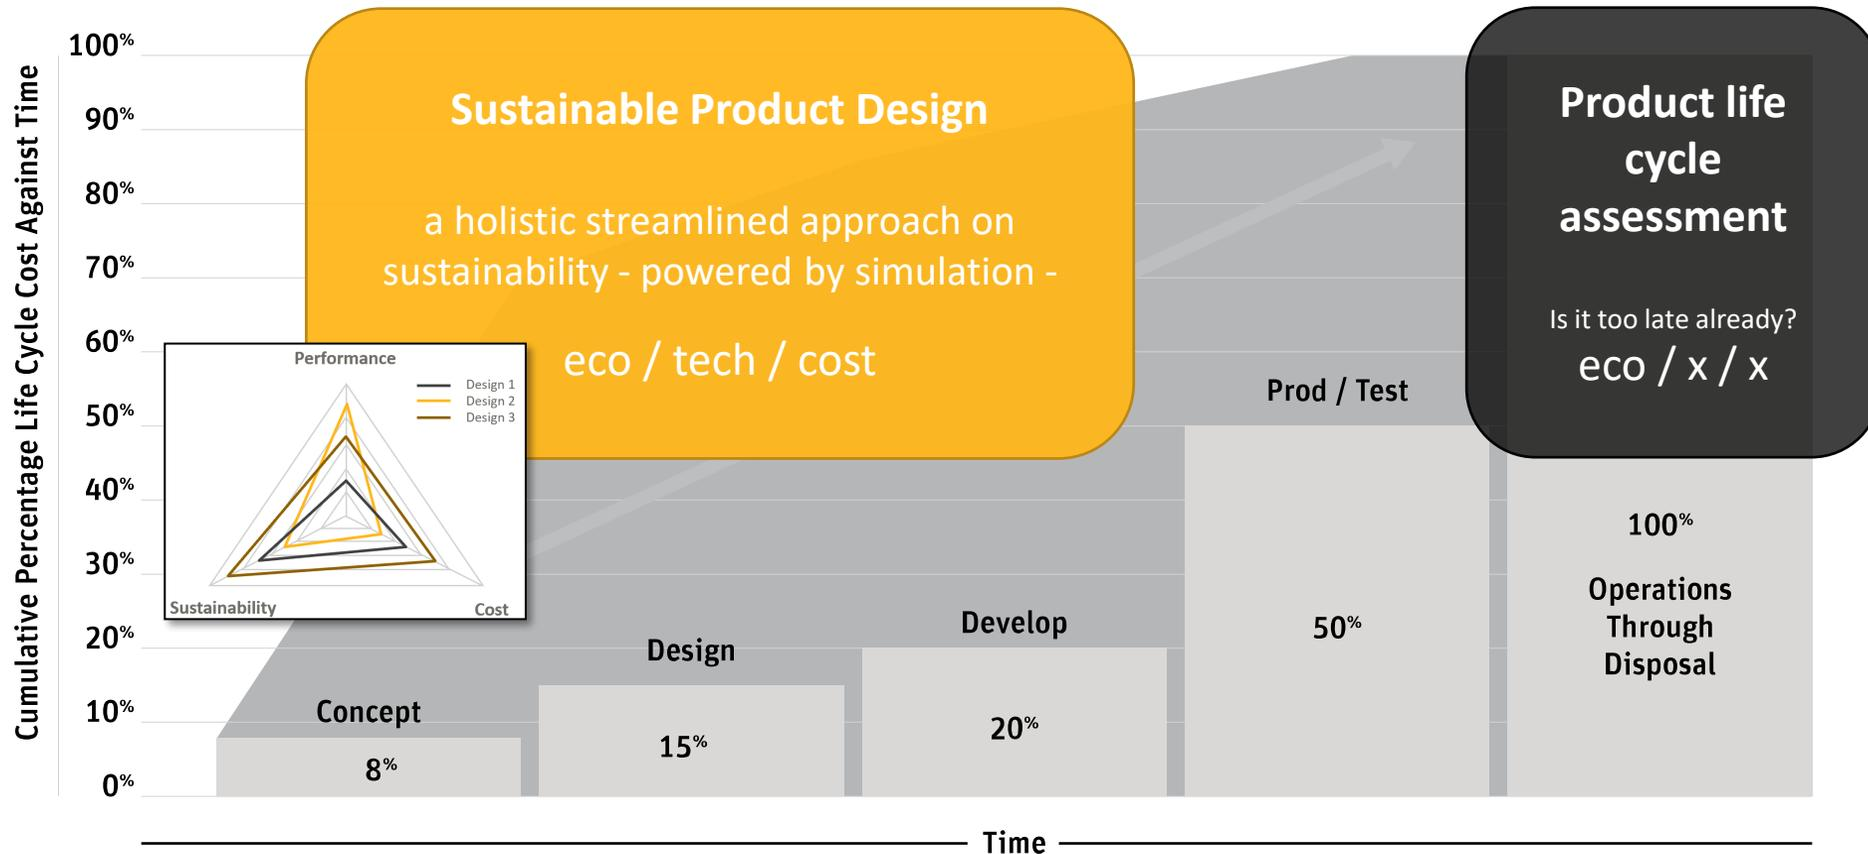 Cumulative Percentage Life Cycle Cost Against Time
100%
90%
80%
70%
60%
50%
40%
30%
20%
10%
0%
Sustainable Product Design
a holistic streamlined approach on
sustainability - powered by simulation -
eco / tech / cost
Product life
cycle
assessment
Is it too late already?
eco / x / x
Performance
Design 1
Design 2
Design 3
Sustainability
Cost
Concept
8%
Design
15%
Develop
20%
Prod / Test
50%
100%
Operations
Through
Disposal
Time